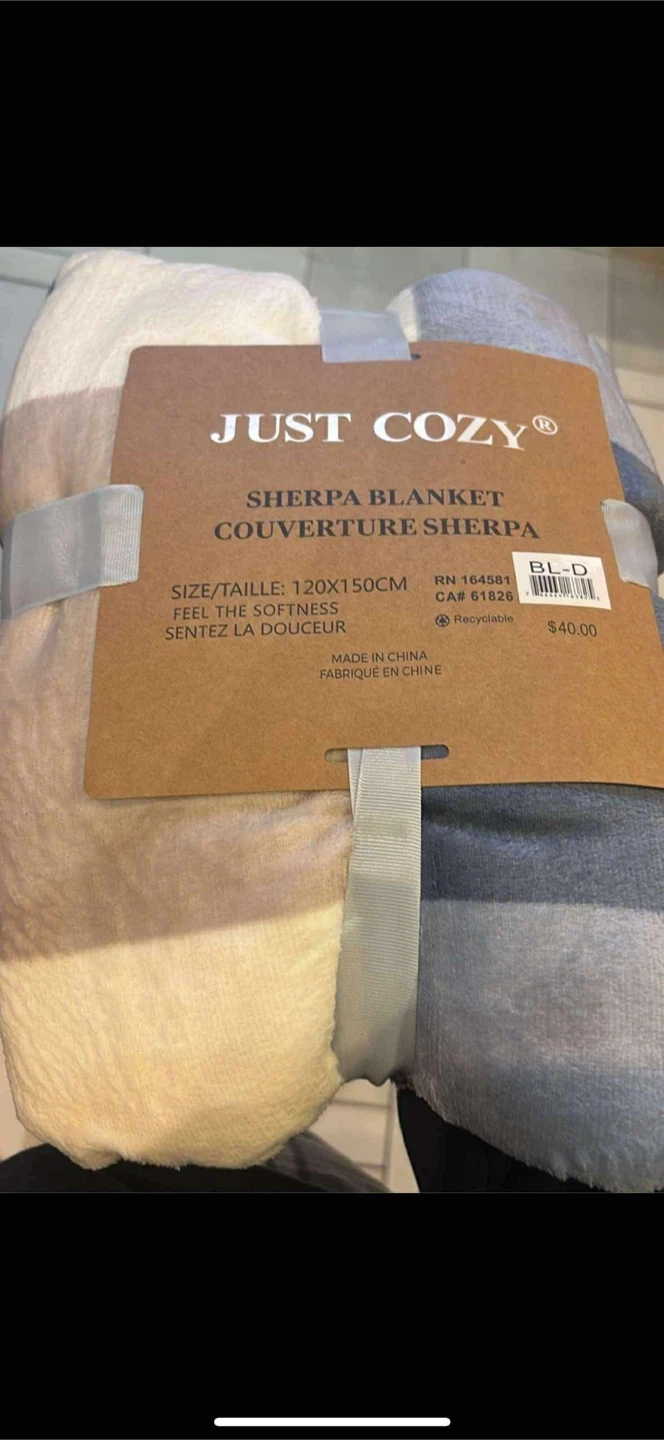 JUST COZY®
SHERPA BLANKET
COUVERTURE SHERPA
SIZE/TAILLE: 120X150CM
FEEL THE SOFTNESS
SENTEZ LA DOUCEUR
RN 164581
CA# 61826
Recyclable
BL-D
$40.00
MADE IN CHINA
FABRIQUÉ EN CHINE